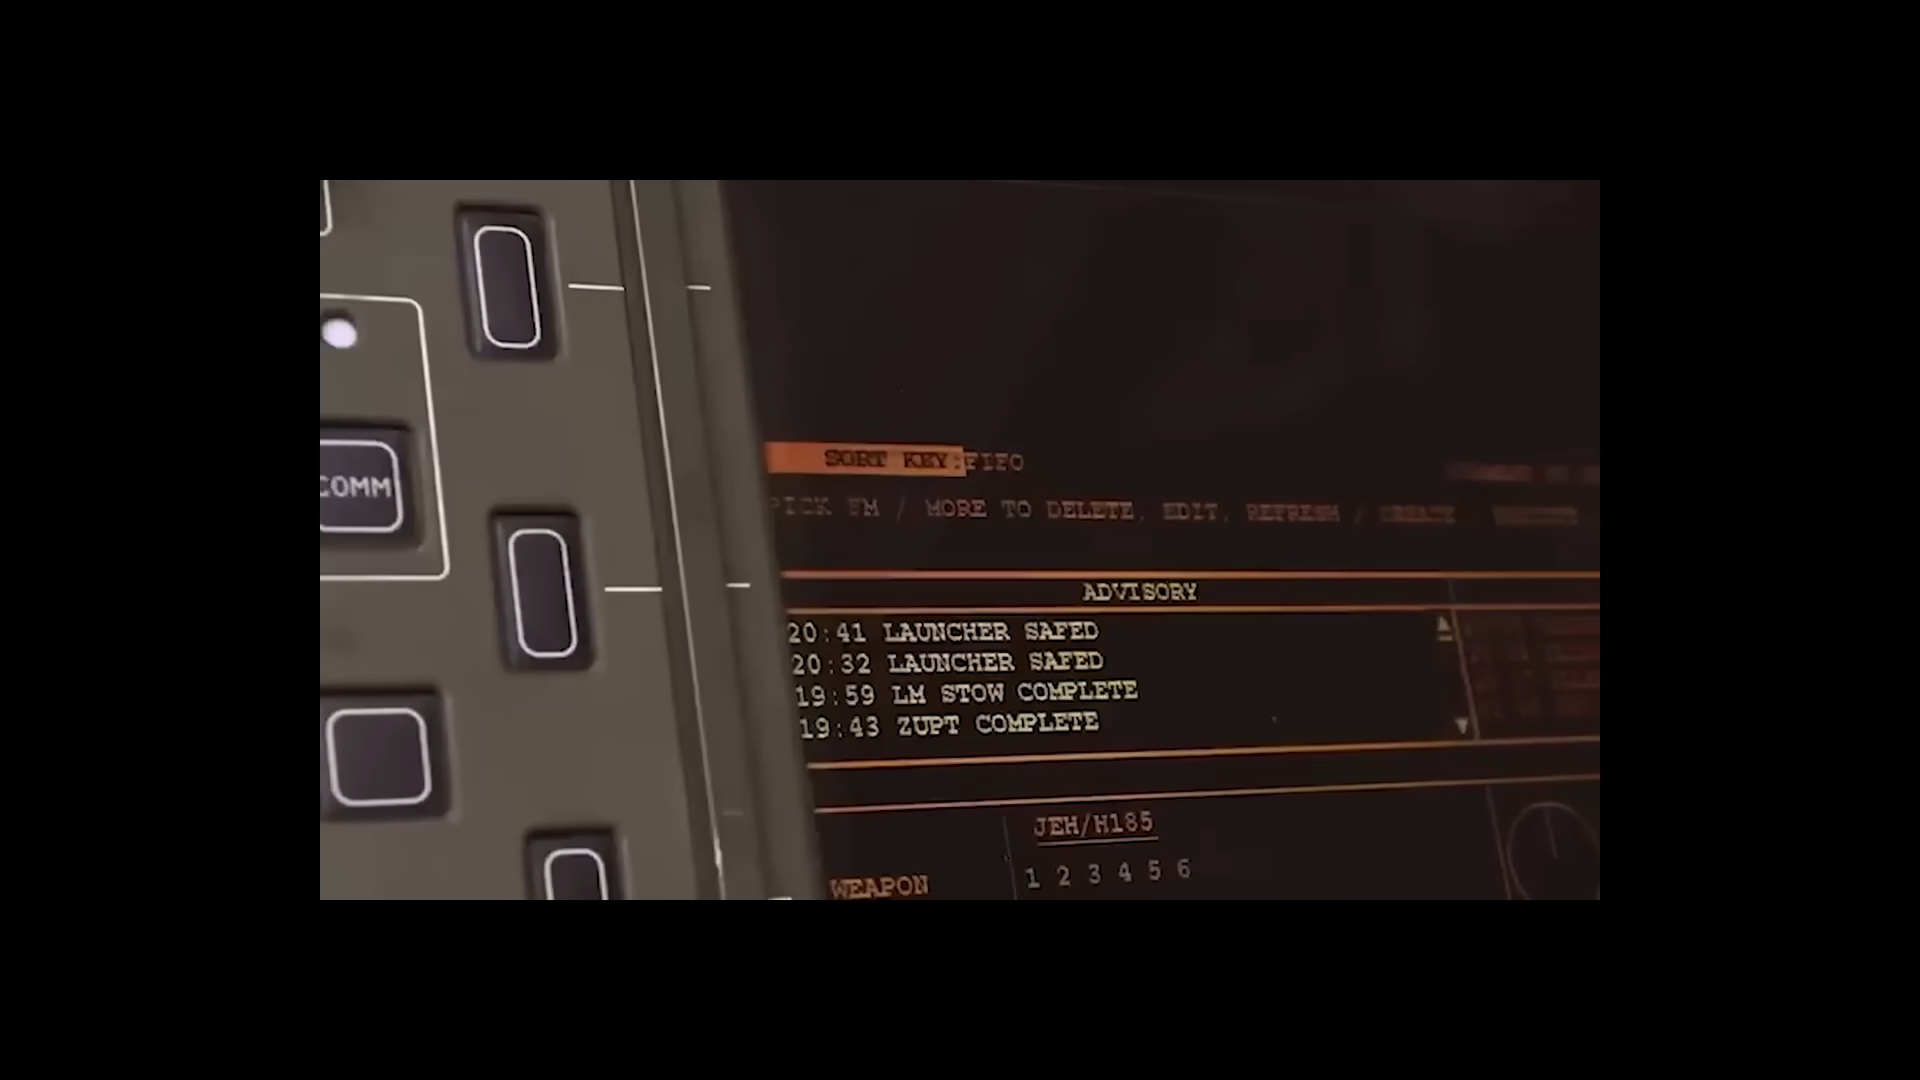 COMM
SORT KEY:FIFO
PICK FM / MORE TO DELETE, EDIT, REFRESH / CREATE
ADVISORY
20:41 LAUNCHER SAFED
20:32 LAUNCHER SAFED
19:59 LM STOW COMPLETE
19:43 ZUPT COMPLETE
JEH/H185
WEAPON 1 2 3 4 5 6